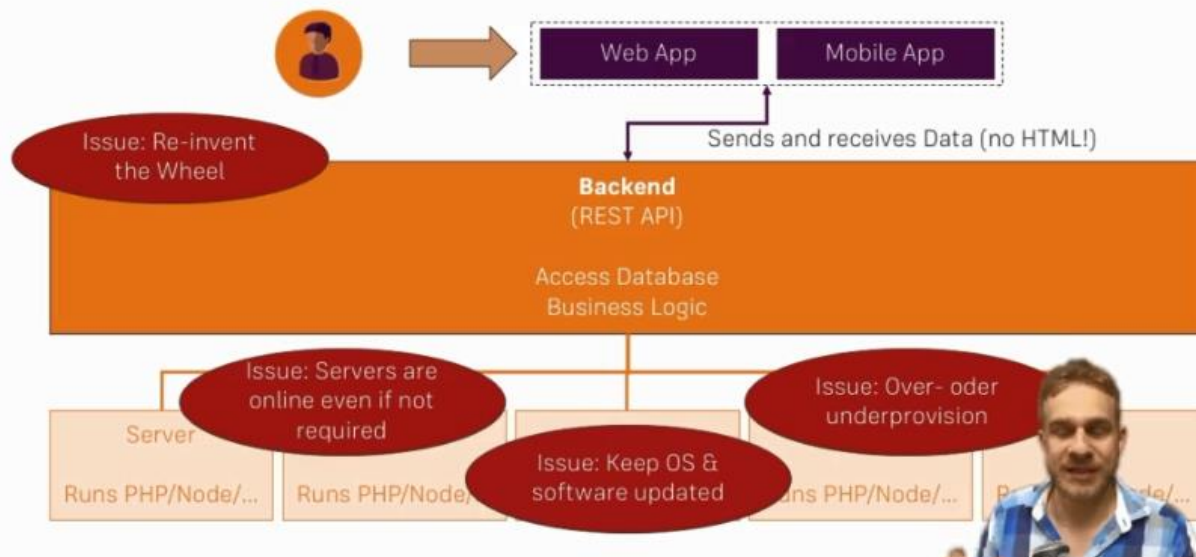 Web App
Mobile App
Sends and receives Data (no HTML!)
Issue: Re-invent
the Wheel
Backend
(REST API)
Access Database
Business Logic
Issue: Servers are
online even if not
required
Issue: Over- oder
underprovision
Issue: Keep OS &
software updated
Server
Runs PHP/Node/...
Runs PHP/Node/
ns PHP/Node/...
de/...